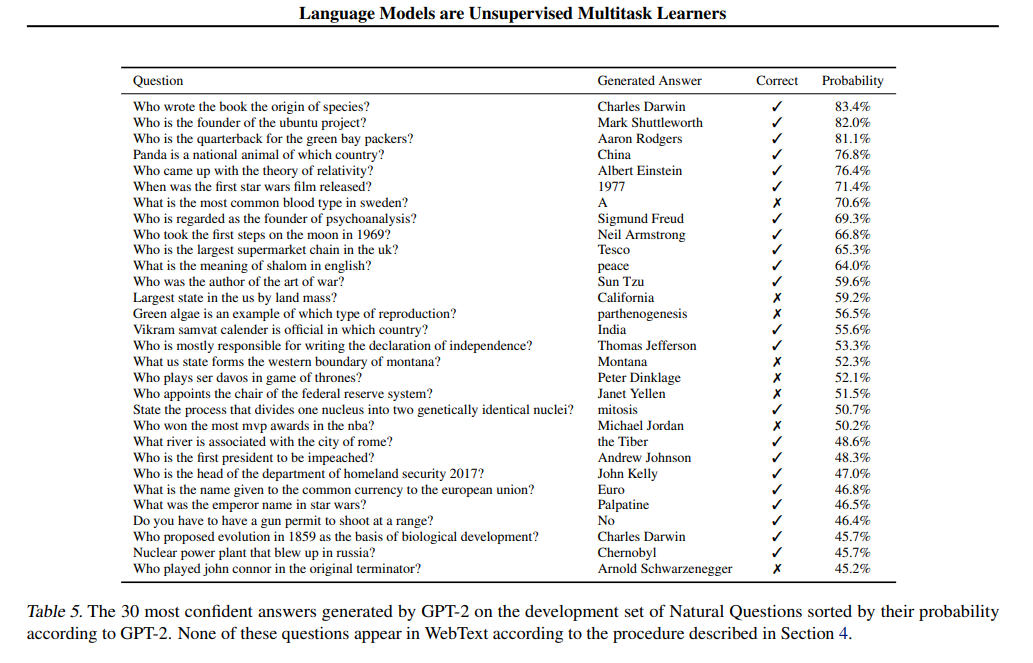 Language Models are Unsupervised Multitask Learners
Question Generated Answer Correct Probability
Who wrote the book the origin of species? Charles Darwin ✓ 83.4%
Who is the founder of the ubuntu project? Mark Shuttleworth ✓ 82.0%
Who is the quarterback for the green bay packers? Aaron Rodgers ✓ 81.1%
Panda is a national animal of which country? China ✓ 76.8%
Who came up with the theory of relativity? Albert Einstein ✓ 76.4%
When was the first star wars film released? 1977 ✓ 71.4%
What is the most common blood type in sweden? A ✗ 70.6%
Who is regarded as the founder of psychoanalysis? Sigmund Freud ✓ 69.3%
Who took the first steps on the moon in 1969? Neil Armstrong ✓ 66.8%
Who is the largest supermarket chain in the uk? Tesco ✓ 65.3%
What is the meaning of shalom in english? peace ✓ 64.0%
Who was the author of the art of war? Sun Tzu ✓ 59.6%
Largest state in the us by land mass? California ✗ 59.2%
Green algae is an example of which type of reproduction? parthenogenesis ✗ 56.5%
Vikram samvat calender is official in which country? India ✓ 55.6%
Who is mostly responsible for writing the declaration of independence? Thomas Jefferson ✓ 53.3%
What us state forms the western boundary of montana? Montana ✗ 52.3%
Who plays ser davos in game of thrones? Peter Dinklage ✗ 52.1%
Who appoints the chair of the federal reserve system? Janet Yellen ✗ 51.5%
State the process that divides one nucleus into two genetically identical nuclei? mitosis ✓ 50.7%
Who won the most mvp awards in the nba? Michael Jordan ✗ 50.2%
What river is associated with the city of rome? the Tiber ✓ 48.6%
Who is the first president to be impeached? Andrew Johnson ✓ 48.3%
Who is the head of the department of homeland security 2017? John Kelly ✓ 47.0%
What is the name given to the common currency to the european union? Euro ✓ 46.8%
What was the emperor name in star wars? Palpatine ✓ 46.5%
Do you have to have a gun permit to shoot at a range? No ✓ 46.4%
Who proposed evolution in 1859 as the basis of biological development? Charles Darwin ✓ 45.7%
Nuclear power plant that blew up in russia? Chernobyl ✓ 45.7%
Who played john connor in the original terminator? Arnold Schwarzenegger ✗ 45.2%
Table 5. The 30 most confident answers generated by GPT-2 on the development set of Natural Questions sorted by their probability
according to GPT-2. None of these questions appear in WebText according to the procedure described in Section 4.